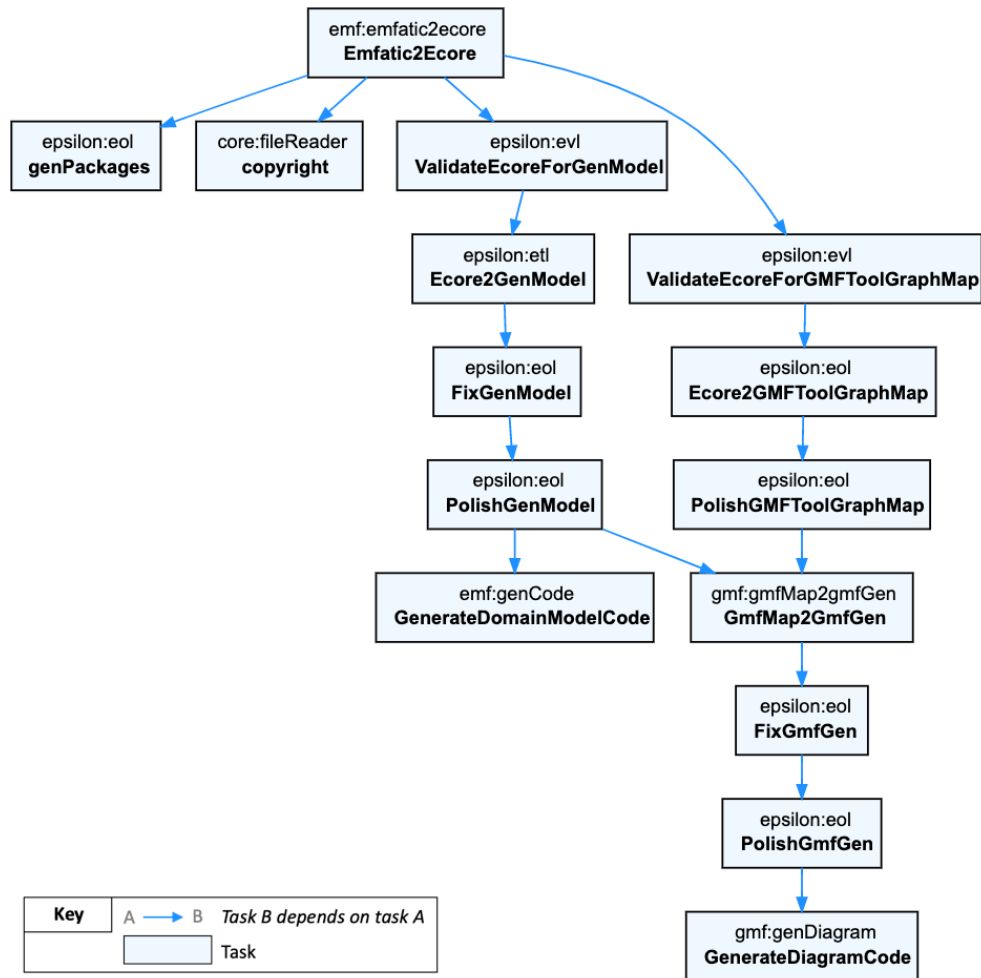 emf:emfatic2ecore
Emfatic2Ecore
epsilon:eol
genPackages
core:fileReader
copyright
epsilon:evl
ValidateEcoreForGenModel
epsilon:etl
Ecore2GenModel
epsilon:evl
ValidateEcoreForGMFToolGraphMap
epsilon:eol
FixGenModel
epsilon:eol
Ecore2GMFToolGraphMap
epsilon:eol
PolishGenModel
epsilon:eol
PolishGMFToolGraphMap
emf:genCode
GenerateDomainModelCode
gmf:gmfMap2gmfGen
GmfMap2GmfGen
epsilon:eol
FixGmfGen
epsilon:eol
PolishGmfGen
gmf:genDiagram
GenerateDiagramCode
Key
A B Task B depends on task A
Task